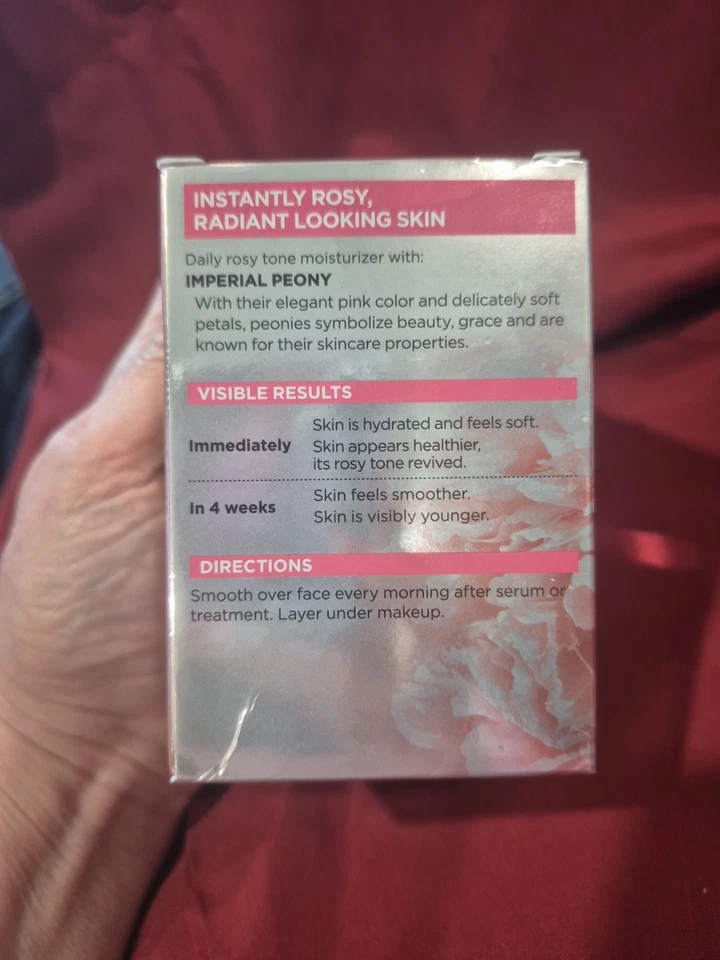 INSTANTLY ROSY,
RADIANT LOOKING SKIN
Daily rosy tone moisturizer with:
IMPERIAL PEONY
With their elegant pink color and delicately soft
petals, peonies symbolize beauty, grace and are
known for their skincare properties.
VISIBLE RESULTS
Immediately
Skin is hydrated and feels soft.
Skin appears healthier,
its rosy tone revived.
In 4 weeks
Skin feels smoother.
Skin is visibly younger.
DIRECTIONS
Smooth over face every morning after serum or
treatment. Layer under makeup.